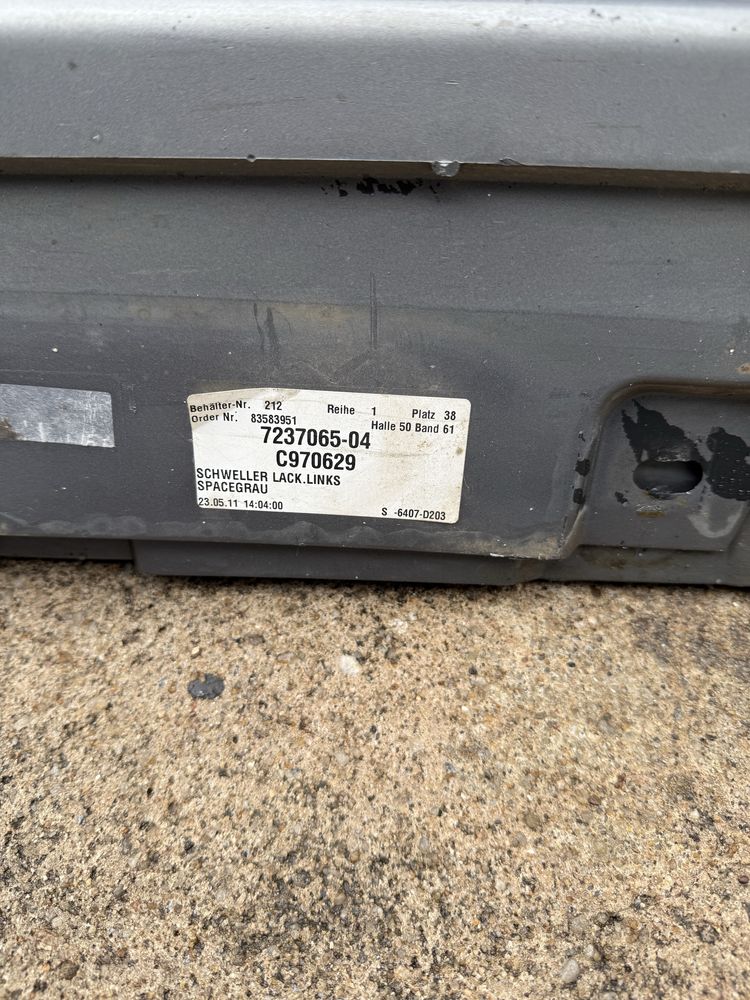 Behälter-Nr. 212 Reihe 1 Platz 38
Order Nr. 83583951 Halle 50 Band 61
7237065-04
C970629
SCHWELLER LACK.LINKS
SPACEGRAU
23.05.11 14:04:00 S -6407-D203